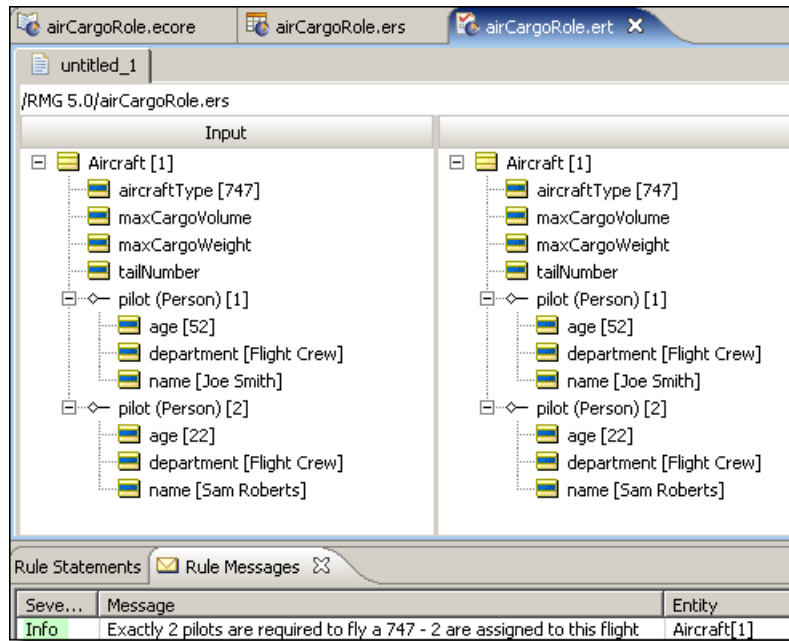 airCargoRole.ecore airCargoRole.ers airCargoRole.ert
untitled_1
/RMG 5.0/airCargoRole.ers
Input
Aircraft [1]
aircraftType [747]
maxCargoVolume
maxCargoWeight
tailNumber
pilot (Person) [1]
age [52]
department [Flight Crew]
name [Joe Smith]
pilot (Person) [2]
age [22]
department [Flight Crew]
name [Sam Roberts]
Aircraft [1]
aircraftType [747]
maxCargoVolume
maxCargoWeight
tailNumber
pilot (Person) [1]
age [52]
department [Flight Crew]
name [Joe Smith]
pilot (Person) [2]
age [22]
department [Flight Crew]
name [Sam Roberts]
Rule Statements Rule Messages
Seve... Message Entity
Info Exactly 2 pilots are required to fly a 747 - 2 are assigned to this flight Aircraft[1]